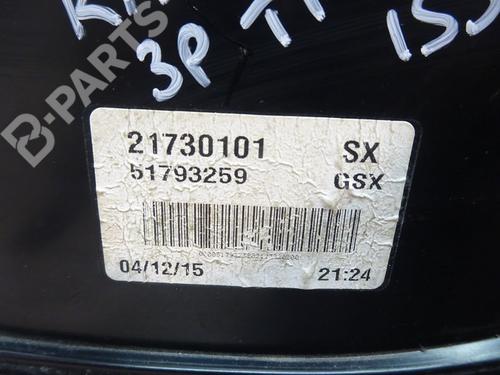 3P
B-PARTS
21730101 SX
51793259 GSX
04/12/15 21:24